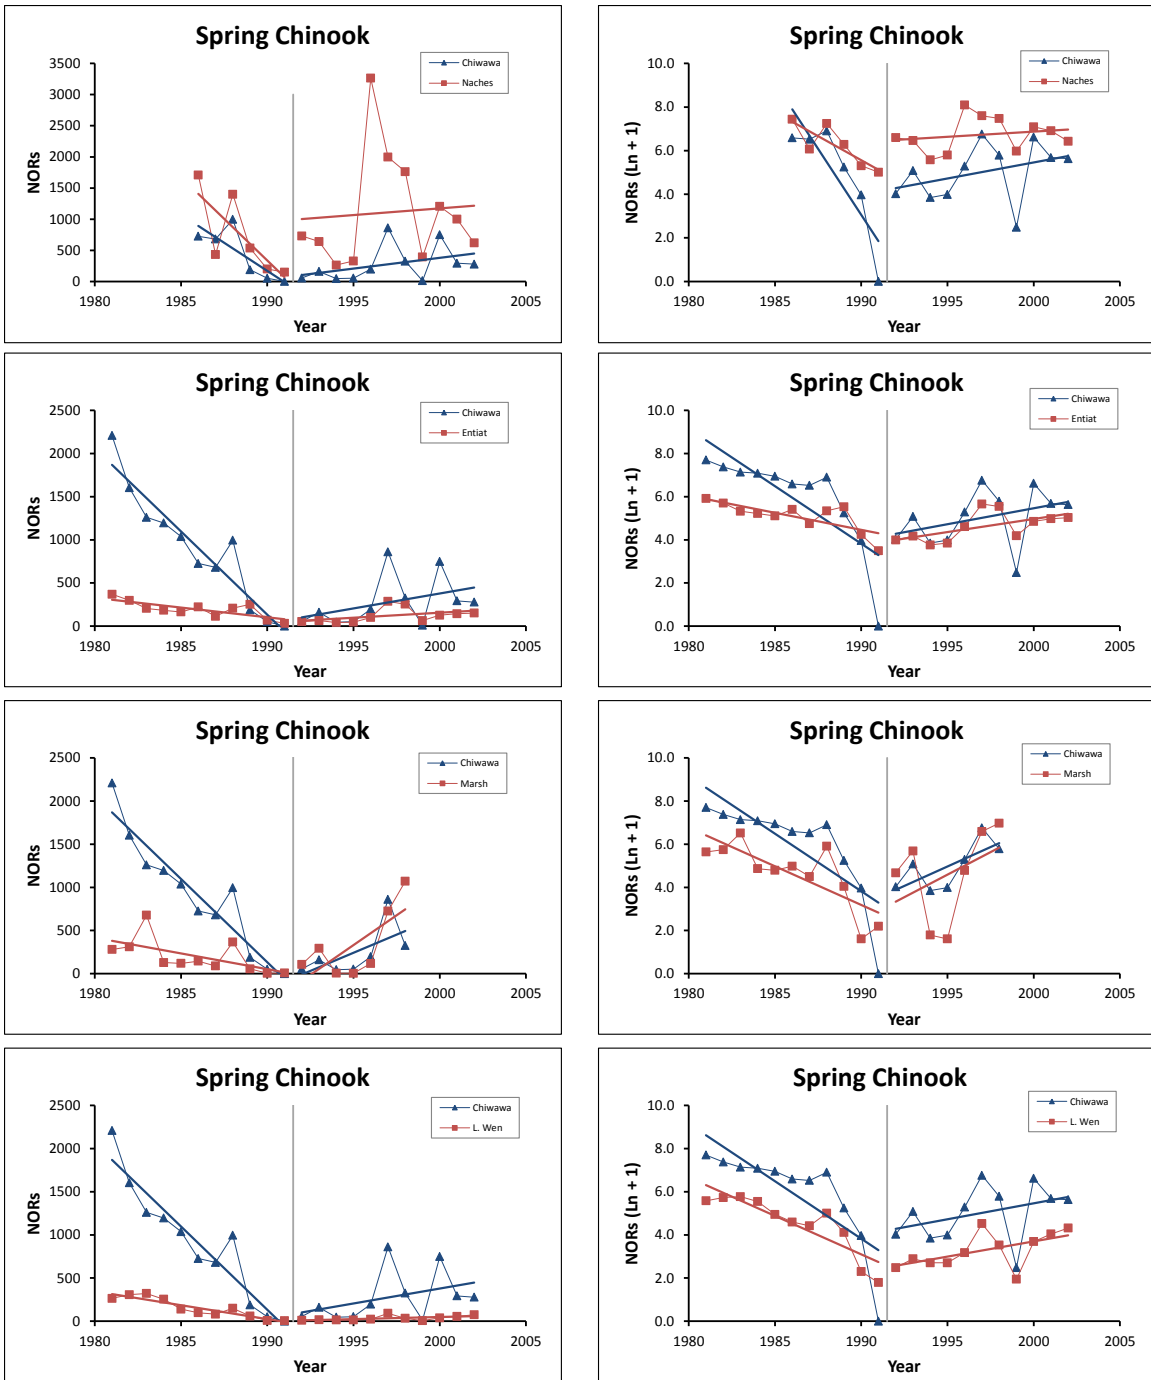 Spring Chinook
Chiwawa
Naches
NORs
3500
3000
2500
2000
1500
1000
500
0
1980 1985 1990 1995 2000 2005
Year
Spring Chinook
Chiwawa
Naches
NORs (Ln + 1)
10.0
8.0
6.0
4.0
2.0
0.0
1980 1985 1990 1995 2000 2005
Year
Spring Chinook
Chiwawa
Entiat
NORs
2500
2000
1500
1000
500
0
1980 1985 1990 1995 2000 2005
Year
Spring Chinook
Chiwawa
Entiat
NORs (Ln + 1)
10.0
8.0
6.0
4.0
2.0
0.0
1980 1985 1990 1995 2000 2005
Year
Spring Chinook
Chiwawa
Marsh
NORs
2500
2000
1500
1000
500
0
1980 1985 1990 1995 2000 2005
Year
Spring Chinook
Chiwawa
Marsh
NORs (Ln + 1)
10.0
8.0
6.0
4.0
2.0
0.0
1980 1985 1990 1995 2000 2005
Year
Spring Chinook
Chiwawa
L. Wen
NORs
2500
2000
1500
1000
500
0
1980 1985 1990 1995 2000 2005
Year
Spring Chinook
Chiwawa
L. Wen
NORs (Ln + 1)
10.0
8.0
6.0
4.0
2.0
0.0
1980 1985 1990 1995 2000 2005
Year